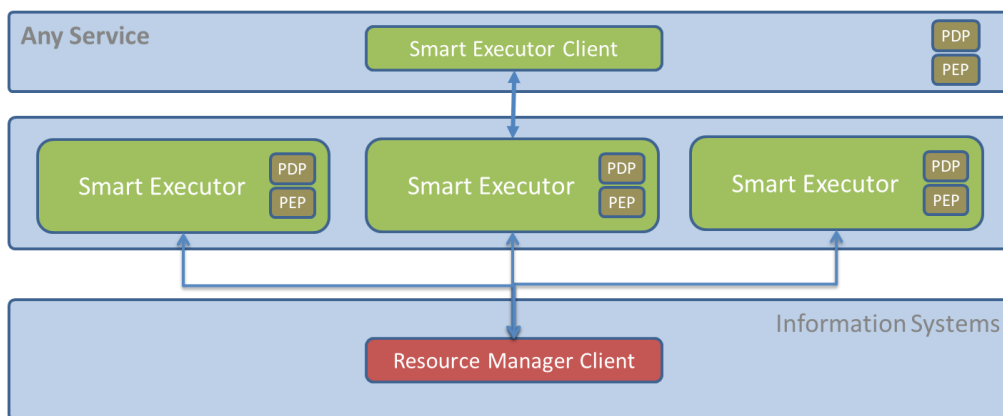 Any Service
Smart Executor Client
PDP
PEP
Smart Executor
PDP
PEP
Smart Executor
PDP
PEP
Smart Executor
PDP
PEP
Information Systems
Resource Manager Client